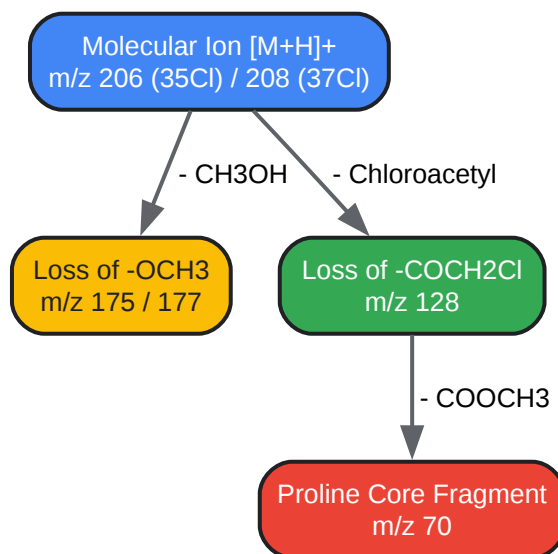 Molecular Ion [M+H]+
m/z 206 (35Cl) / 208 (37Cl)
- CH3OH
- Chloroacetyl
Loss of -OCH3
m/z 175 / 177
Loss of -COCH2Cl
m/z 128
- COOCH3
Proline Core Fragment
m/z 70